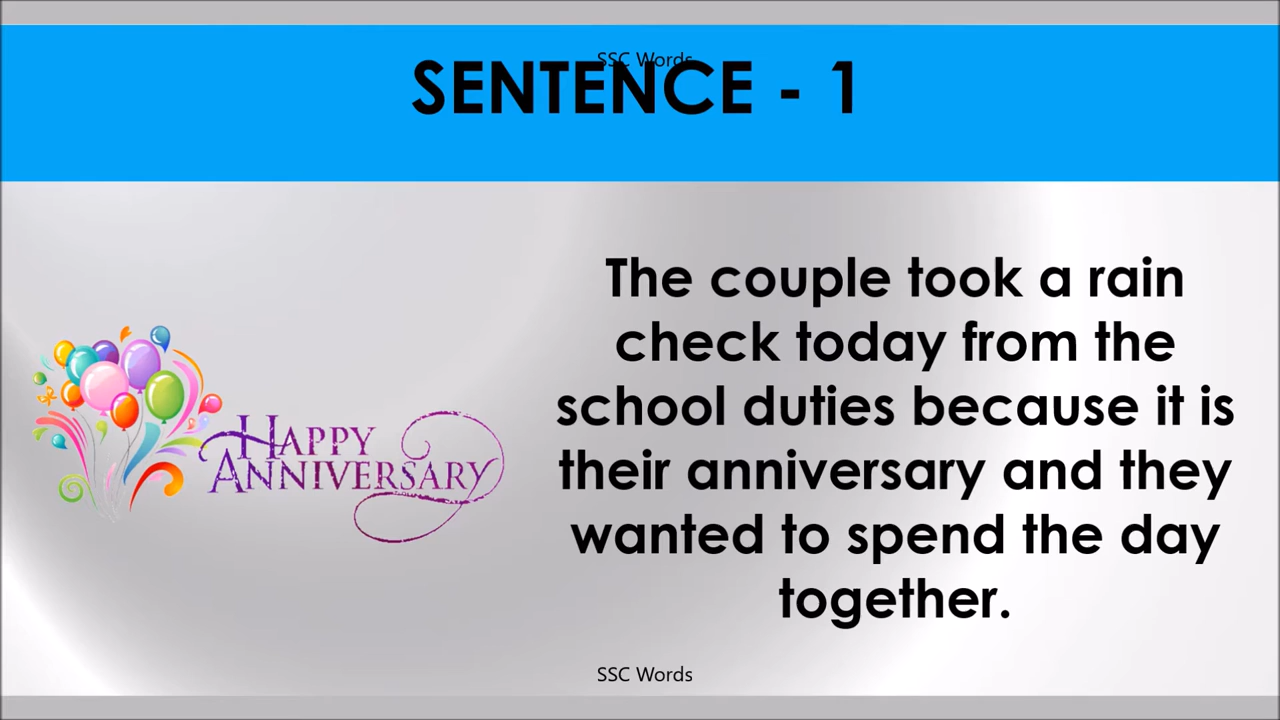 SSC Words
SENTENCE - 1
The couple took a rain
check today from the
school duties because it is
their anniversary and they
wanted to spend the day
together.
HAPPY
ANNIVERSARY
SSC Words